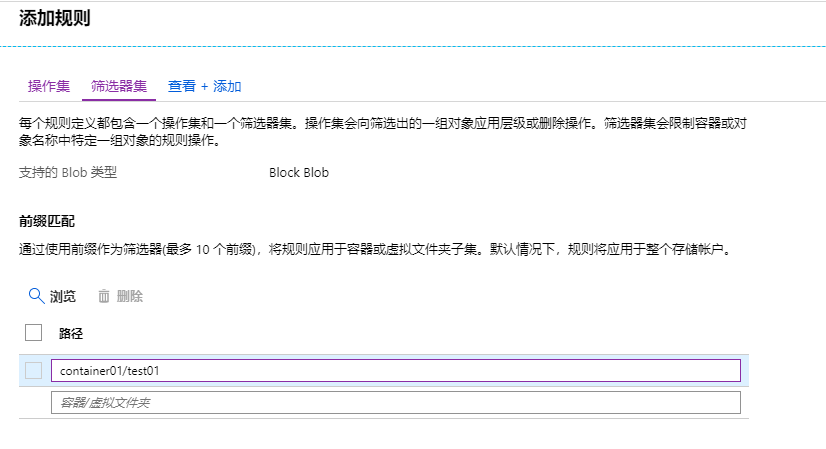 添加规则
操作集 筛选器集 查看 + 添加
每个规则定义都包含一个操作集和一个筛选器集。操作集会向筛选出的一组对象应用层级或删除操作。筛选器集会限制容器或对
象名称中特定一组对象的规则操作。
支持的 Blob 类型 Block Blob
前缀匹配
通过使用前缀作为筛选器(最多 10 个前缀)，将规则应用于容器或虚拟文件夹子集。默认情况下，规则将应用于整个存储帐户。
浏览 删除
路径
container01/test01
容器/虚拟文件夹